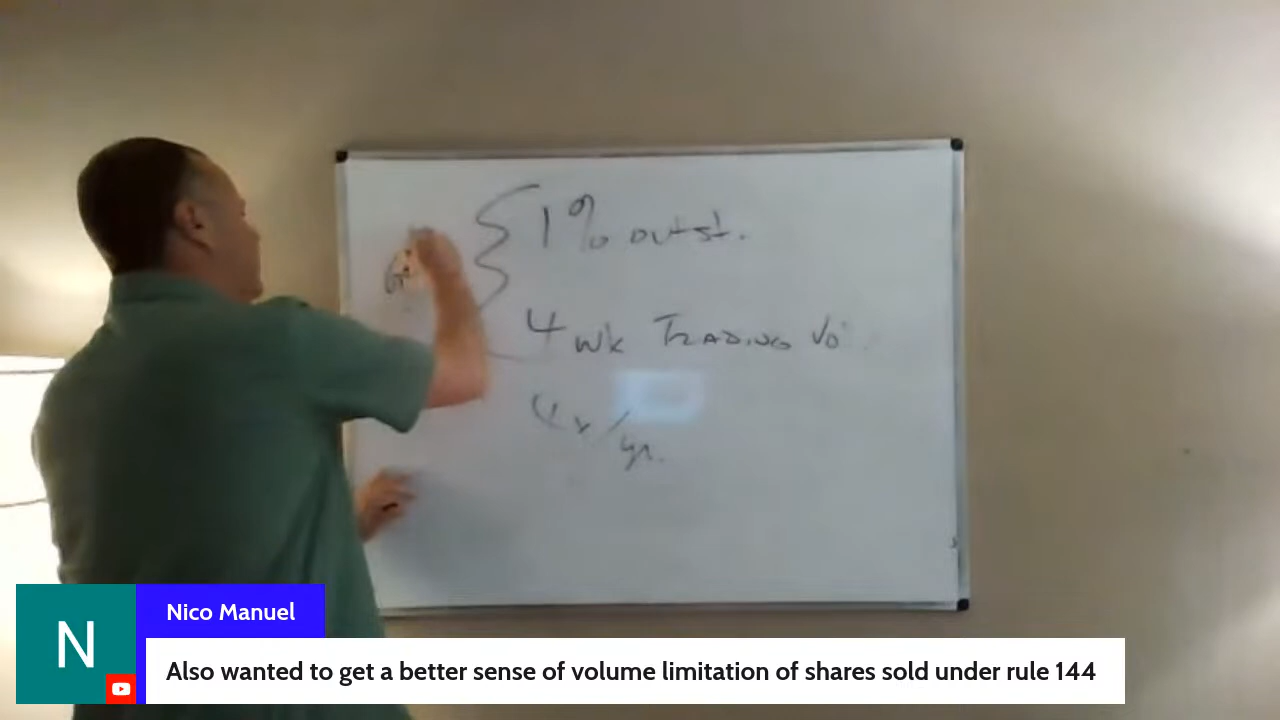 1% outst.
4 wk TRADING Vo
4x/yr.
N
Nico Manuel
Also wanted to get a better sense of volume limitation of shares sold under rule 144